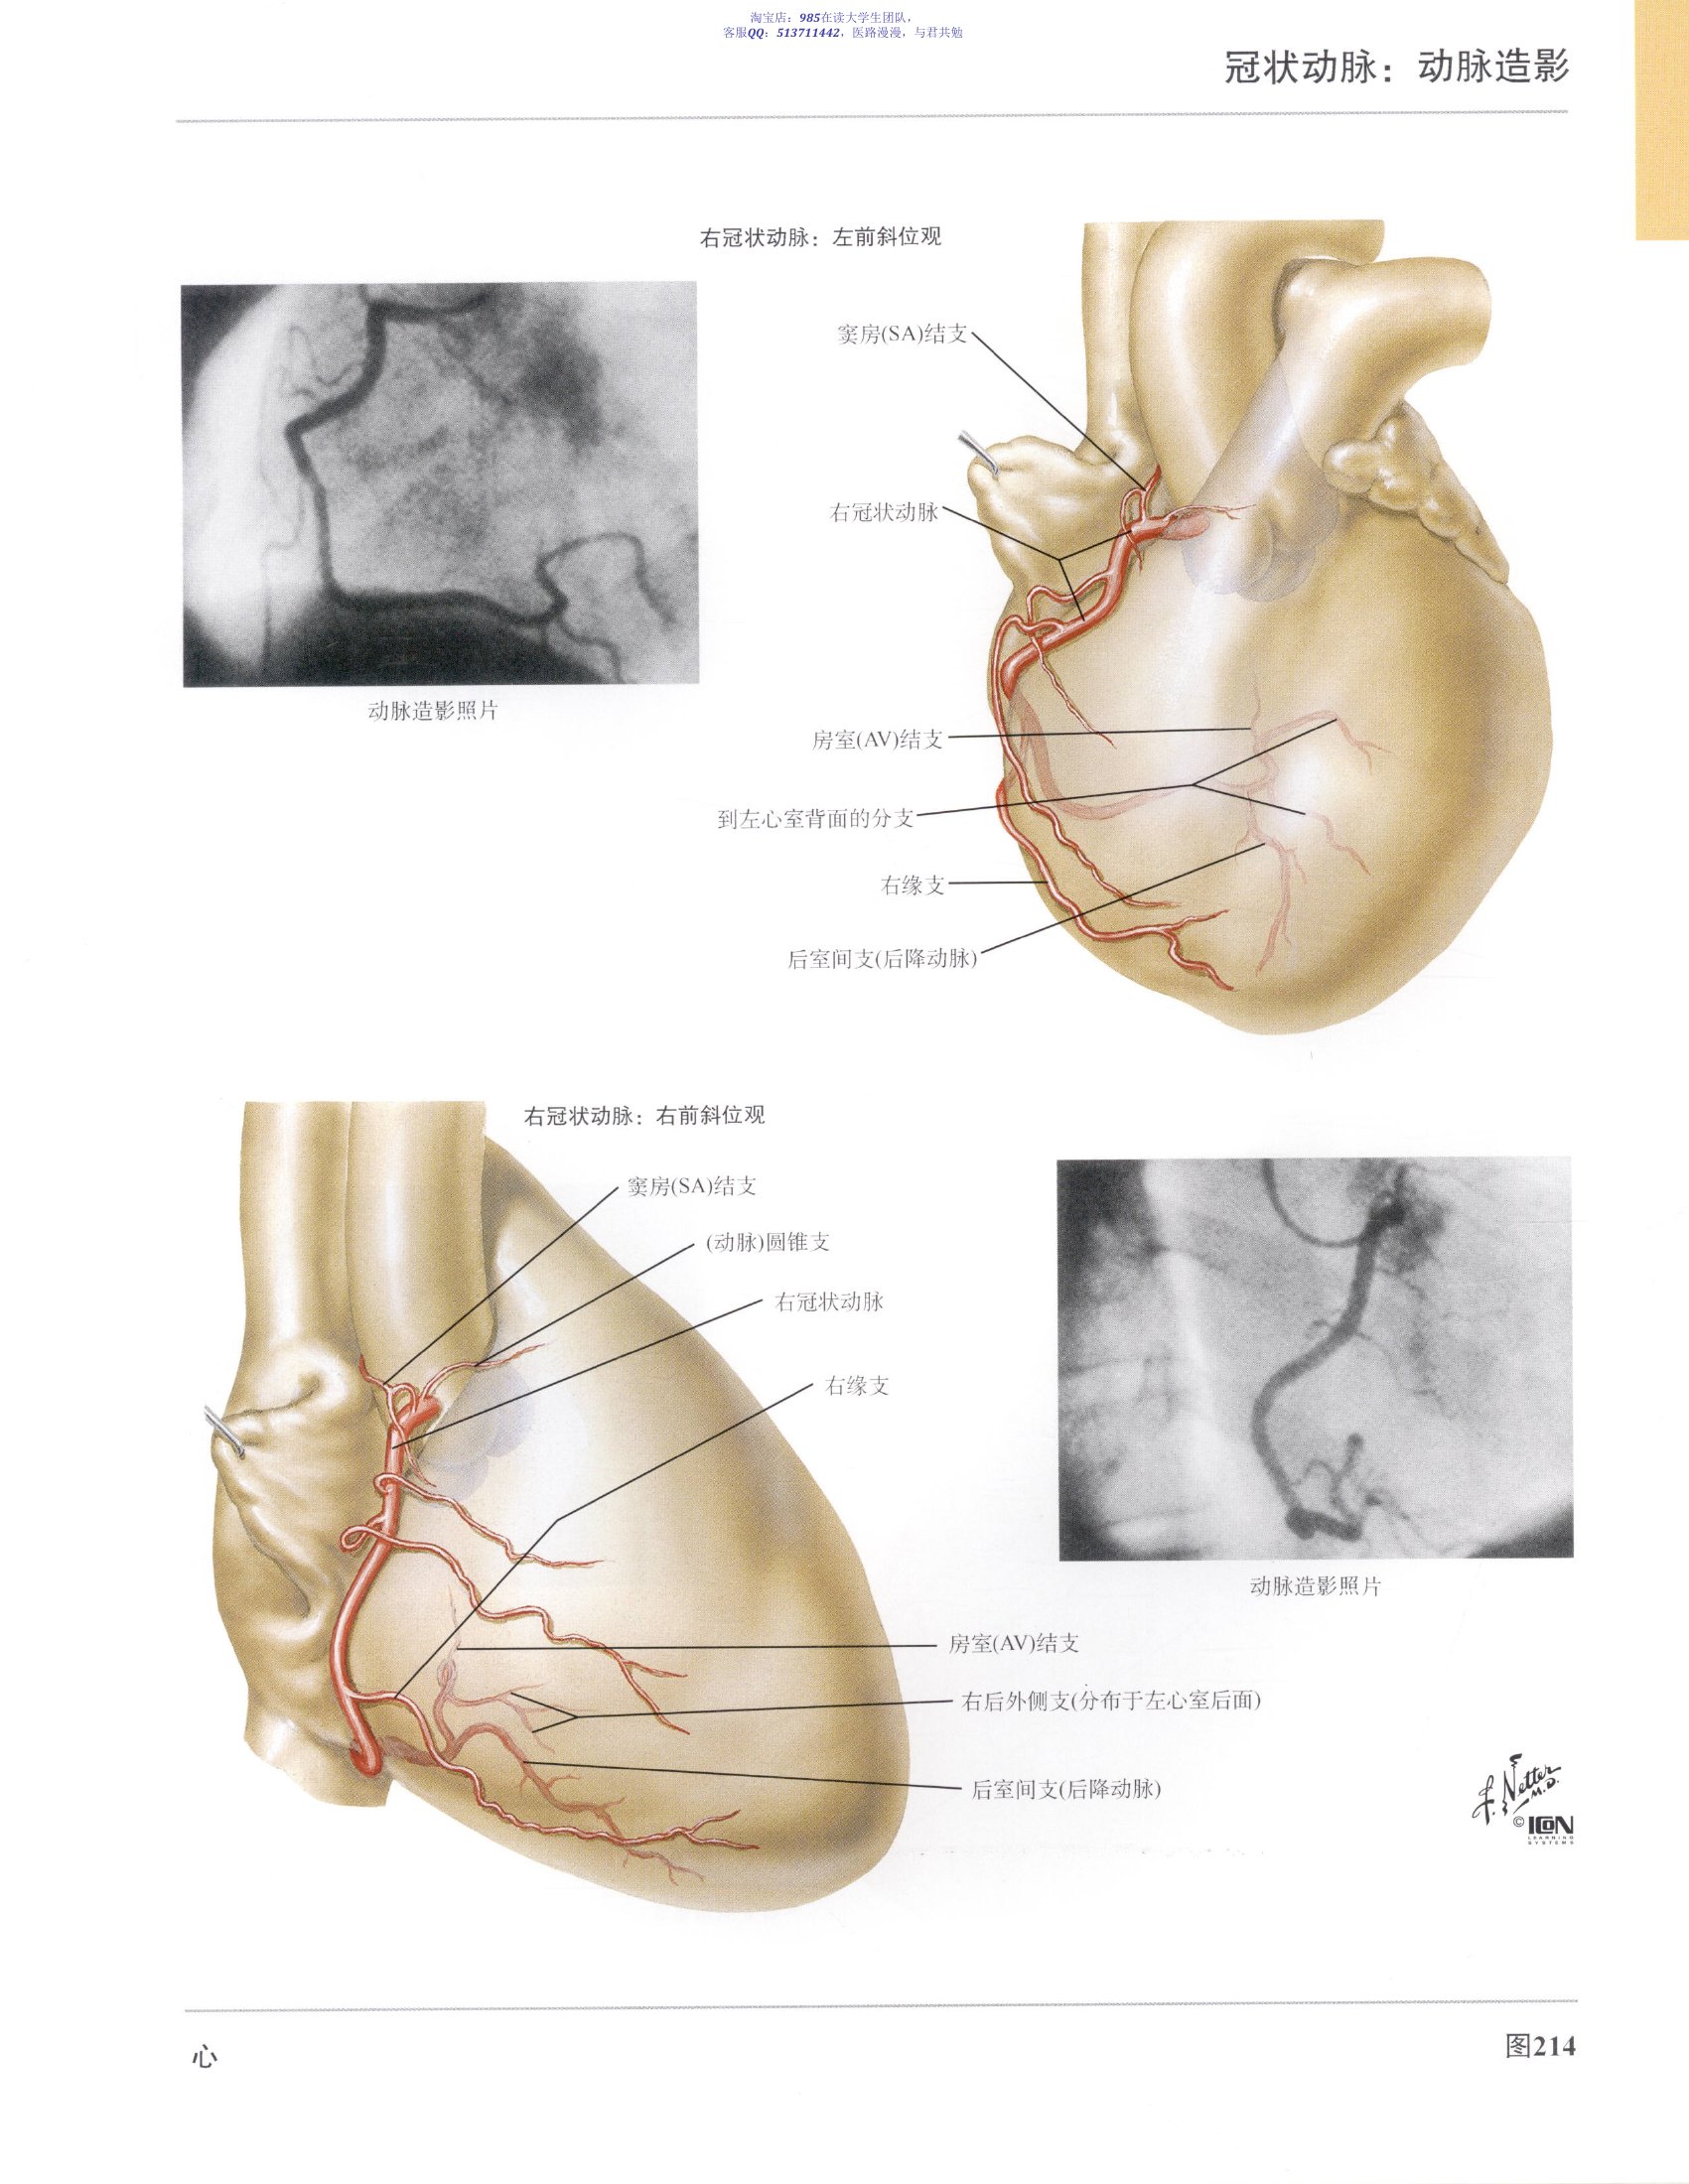 淘宝店：985在读大学生团队，
客服QQ：513711442，医路漫漫，与君共勉
冠状动脉：动脉造影
右冠状动脉：左前斜位观
窦房(SA)结支
右冠状动脉
动脉造影照片
房室(AV)结支
到左心室背面的分支
右缘支
后室间支(后降动脉)
右冠状动脉：右前斜位观
窦房(SA)结支
(动脉)圆锥支
右冠状动脉
右缘支
动脉造影照片
房室(AV)结支
右后外侧支(分布于左心室后面)
后室间支(后降动脉)
F. Netter
M.D.
© ICON
LEARNING
SYSTEMS
心
图214